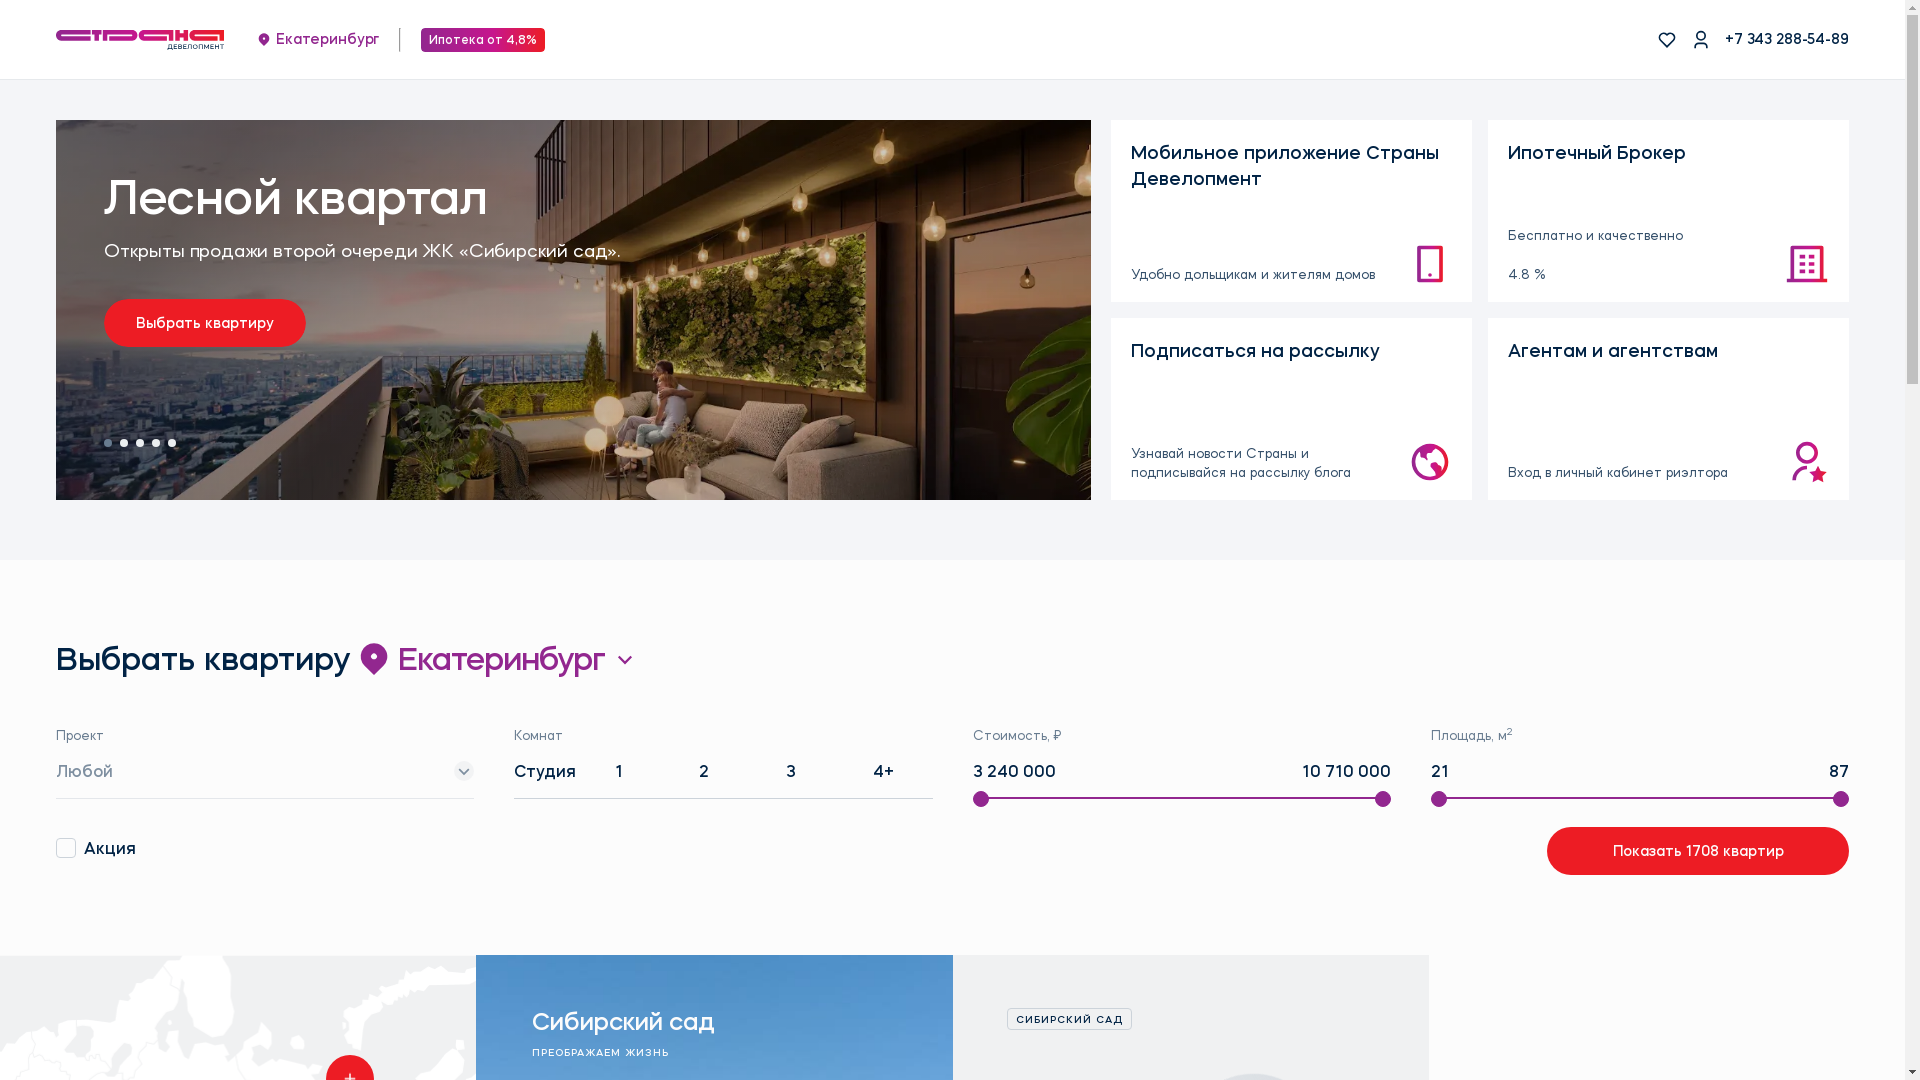 СТРАНА
ДЕВЕЛОПМЕНТ
Екатеринбург
Ипотека от 4,8%
+7 343 288-54-89
Лесной квартал
Открыты продажи второй очереди ЖК «Сибирский сад».
Выбрать квартиру
Мобильное приложение Страны
Девелопмент
Удобно дольщикам и жителям домов
Ипотечный Брокер
Бесплатно и качественно
4.8 %
Подписаться на рассылку
Узнавай новости Страны и
подписывайся на рассылку блога
Агентам и агентствам
Вход в личный кабинет риэлтора
Выбрать квартиру Екатеринбург
Проект
Любой
Комнат
Студия 1 2 3 4+
Стоимость, ₽
3 240 000 10 710 000
Площадь, м²
21 87
Акция
Показать 1708 квартир
Сибирский сад
ПРЕОБРАЖАЕМ ЖИЗНЬ
СИБИРСКИЙ САД